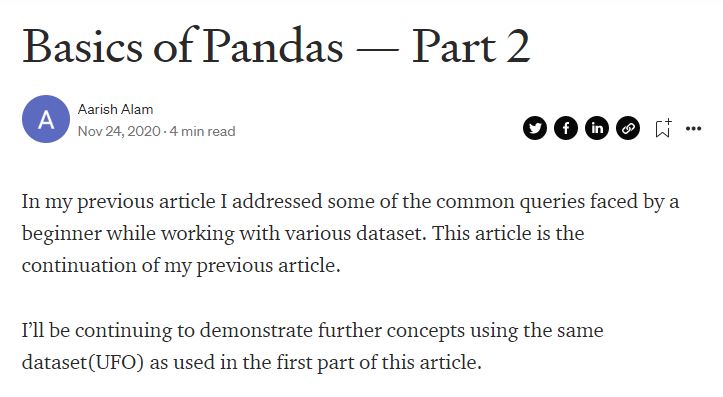 Basics of Pandas — Part 2
A
Aarish Alam
Nov 24, 2020 · 4 min read
In my previous article I addressed some of the common queries faced by a
beginner while working with various dataset. This article is the
continuation of my previous article.
I’ll be continuing to demonstrate further concepts using the same
dataset(UFO) as used in the first part of this article.